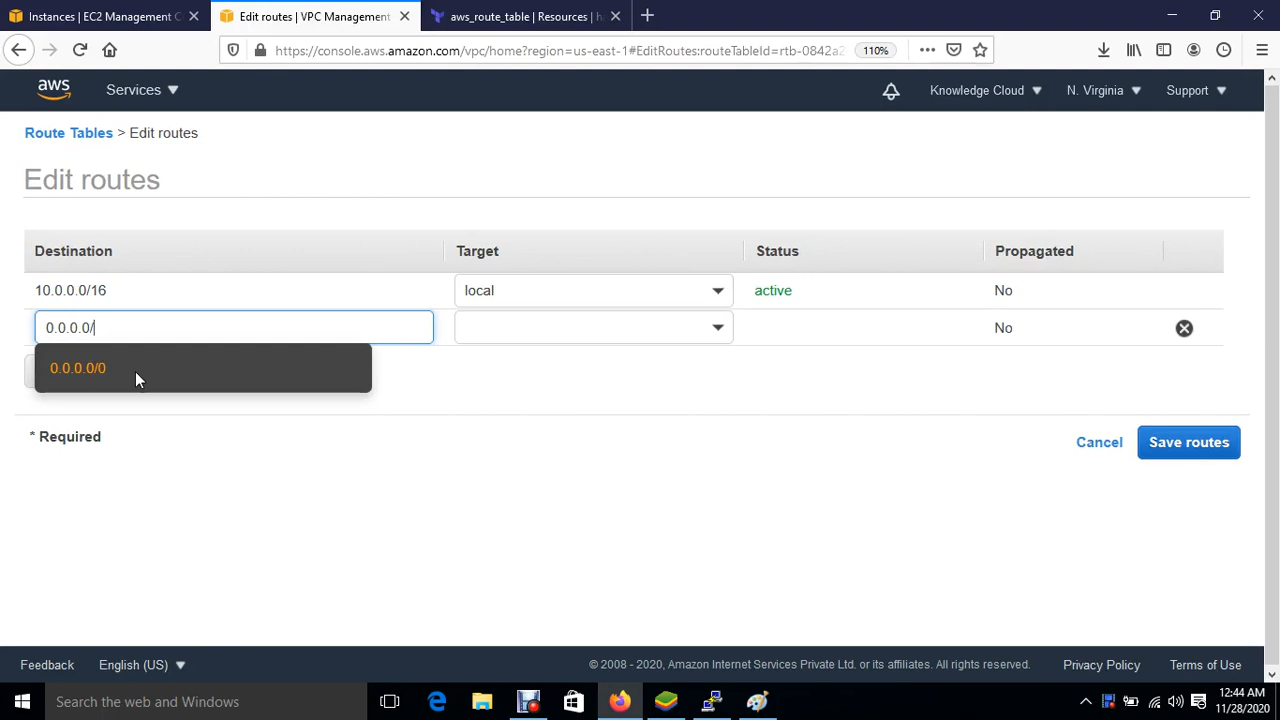 Instances | EC2 Management C
Edit routes | VPC Management
aws_route_table | Resources | ha
https://console.aws.amazon.com/vpc/home?region=us-east-1#EditRoutes:routeTableId=rtb-0842a2
110%
aws
Services
Knowledge Cloud
N. Virginia
Support
Route Tables > Edit routes
Edit routes
Destination
Target
Status
Propagated
10.0.0.0/16
local
active
No
0.0.0.0/
No
0.0.0.0/0
* Required
Cancel
Save routes
Feedback
English (US)
© 2008 - 2020, Amazon Internet Services Private Ltd. or its affiliates. All rights reserved.
Privacy Policy
Terms of Use
Search the web and Windows
12:44 AM
11/28/2020